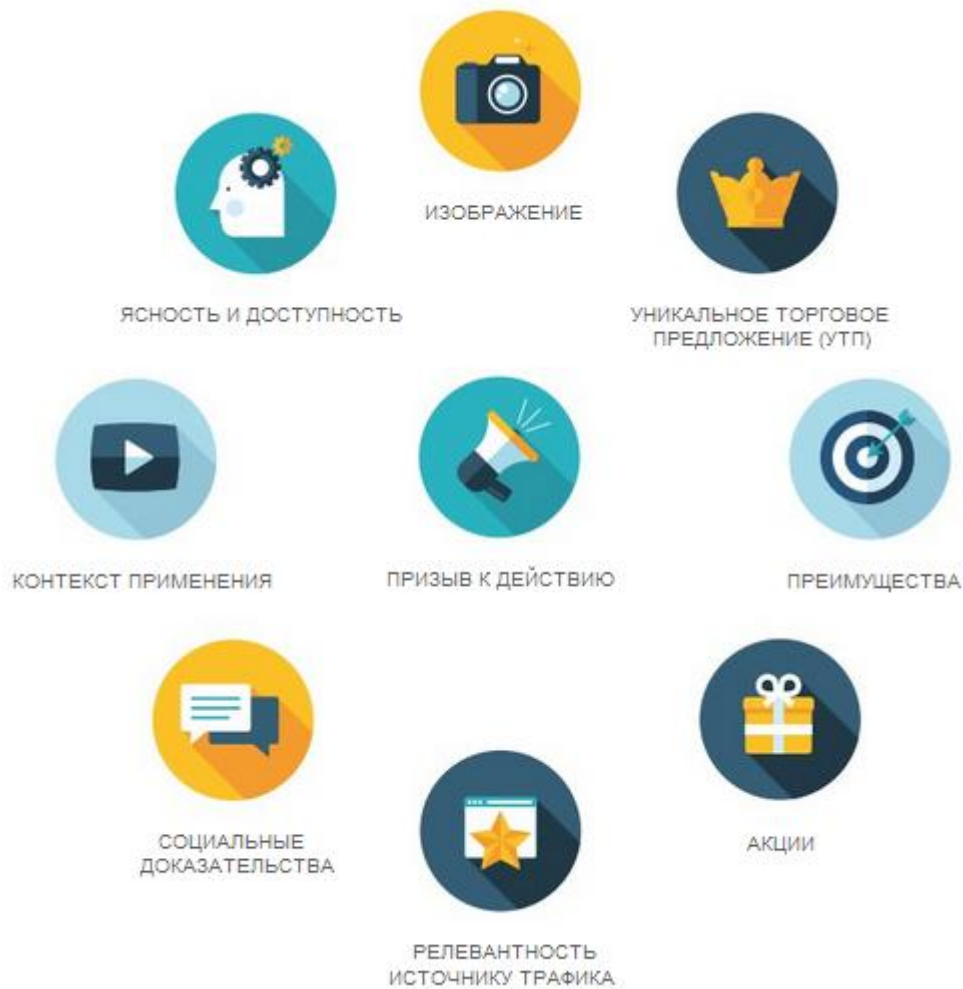 ИЗОБРАЖЕНИЕ
ЯСНОСТЬ И ДОСТУПНОСТЬ
УНИКАЛЬНОЕ ТОРГОВОЕ
ПРЕДЛОЖЕНИЕ (УТП)
КОНТЕКСТ ПРИМЕНЕНИЯ
ПРИЗЫВ К ДЕЙСТВИЮ
ПРЕИМУЩЕСТВА
СОЦИАЛЬНЫЕ
ДОКАЗАТЕЛЬСТВА
АКЦИИ
РЕЛЕВАНТНОСТЬ
ИСТОЧНИКУ ТРАФИКА